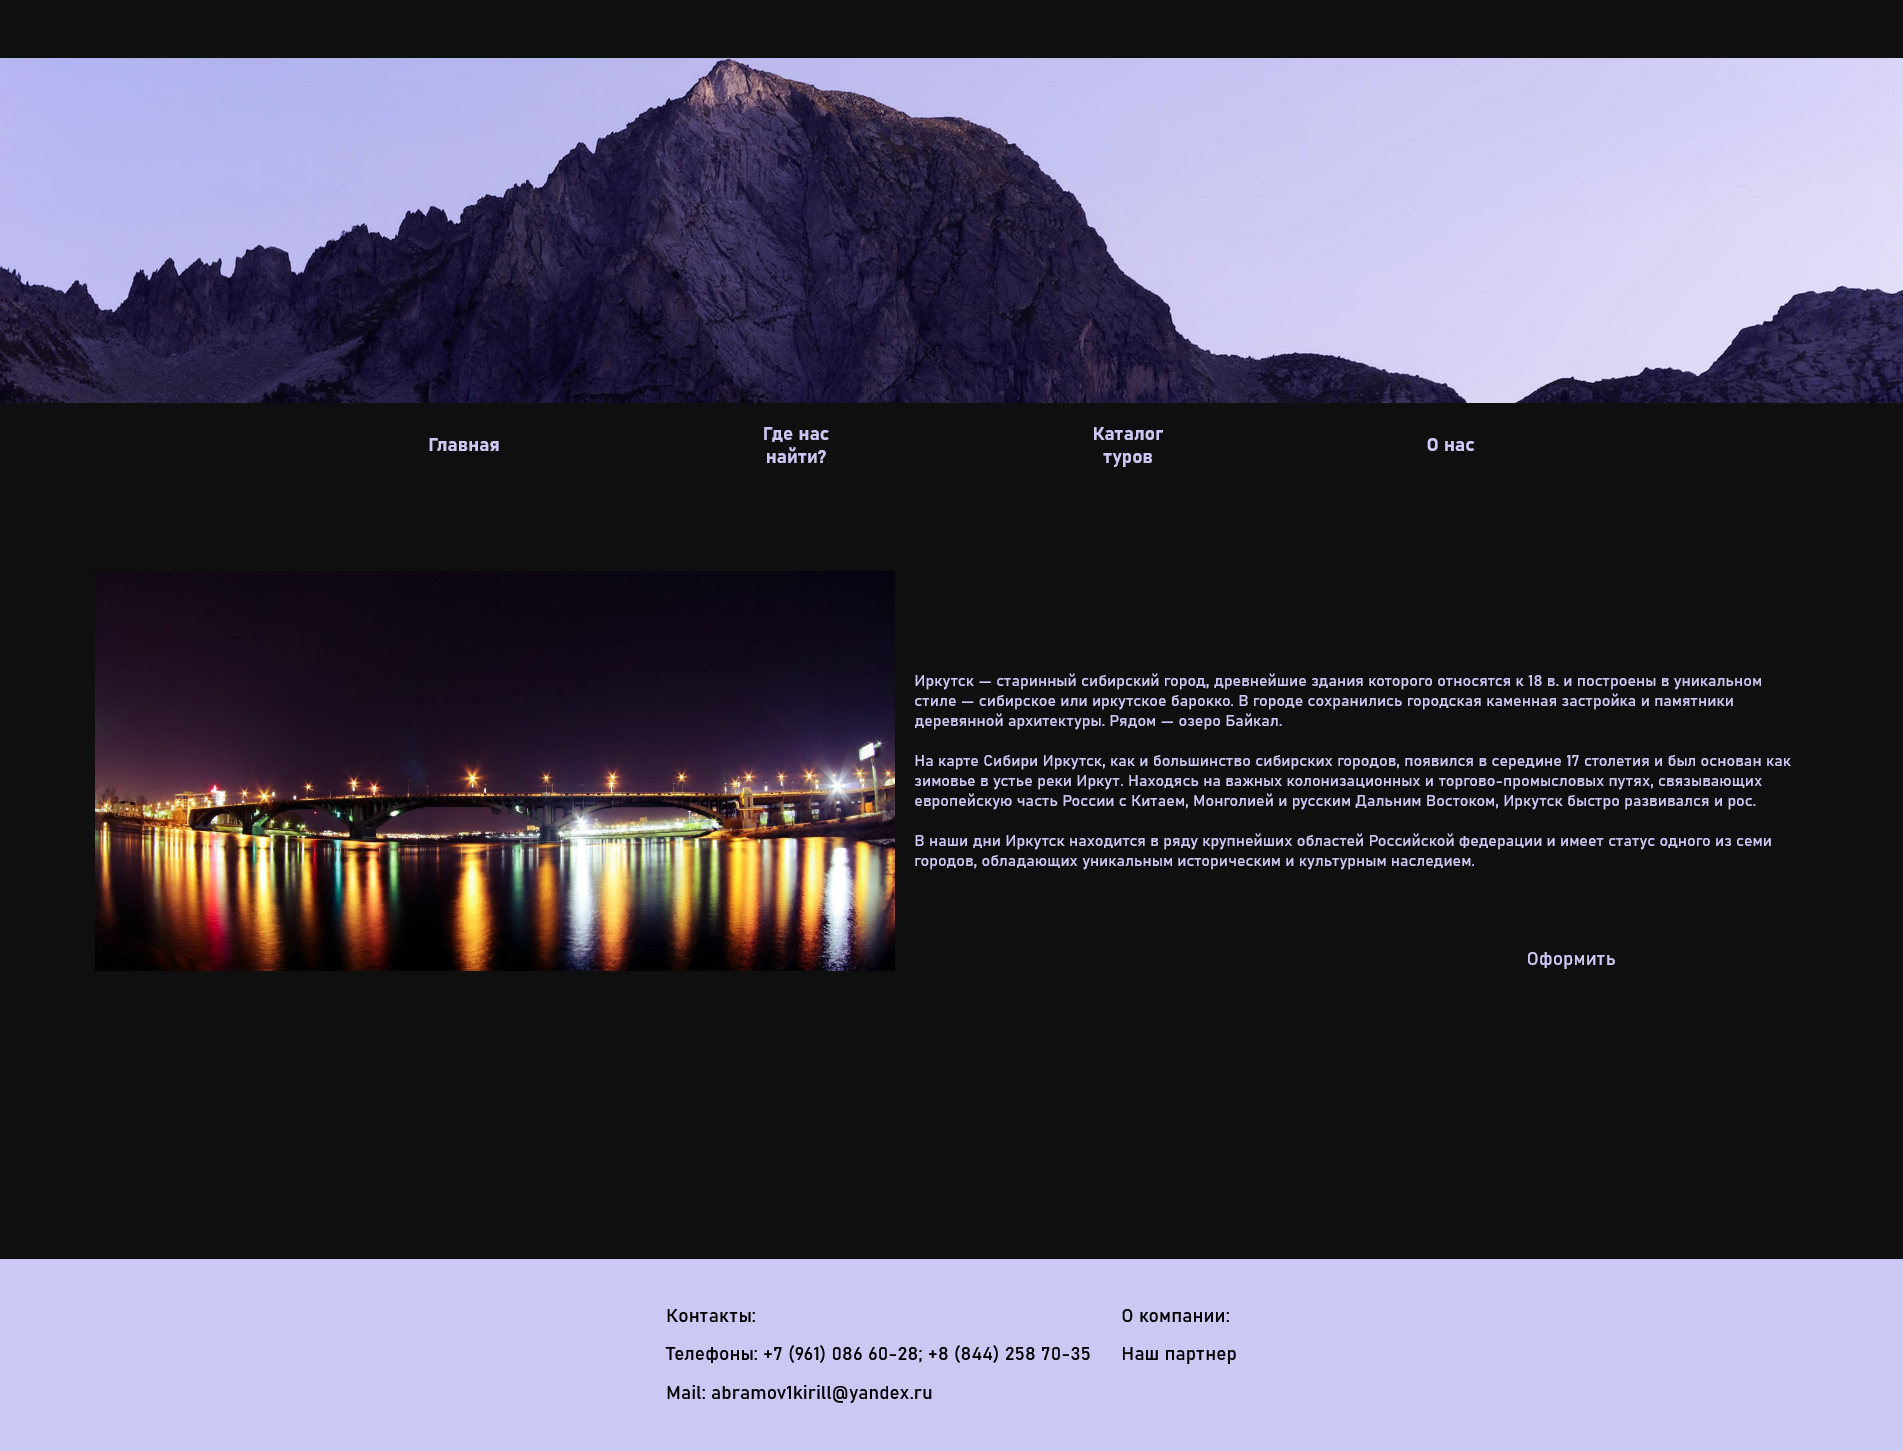 Главная
Где нас
найти?
Каталог
туров
О нас
Иркутск — старинный сибирский город, древнейшие здания которого относятся к 18 в. и построены в уникальном
стиле — сибирское или иркутское барокко. В городе сохранились городская каменная застройка и памятники
деревянной архитектуры. Рядом — озеро Байкал.
На карте Сибири Иркутск, как и большинство сибирских городов, появился в середине 17 столетия и был основан как
зимовье в устье реки Иркут. Находясь на важных колонизационных и торгово-промысловых путях, связывающих
европейскую часть России с Китаем, Монголией и русским Дальним Востоком, Иркутск быстро развивался и рос.
В наши дни Иркутск находится в ряду крупнейших областей Российской федерации и имеет статус одного из семи
городов, обладающих уникальным историческим и культурным наследием.
Оформить
Контакты:
Телефоны: +7 (961) 086 60-28; +8 (844) 258 70-35
Mail: abramov1kirill@yandex.ru
О компании:
Наш партнер